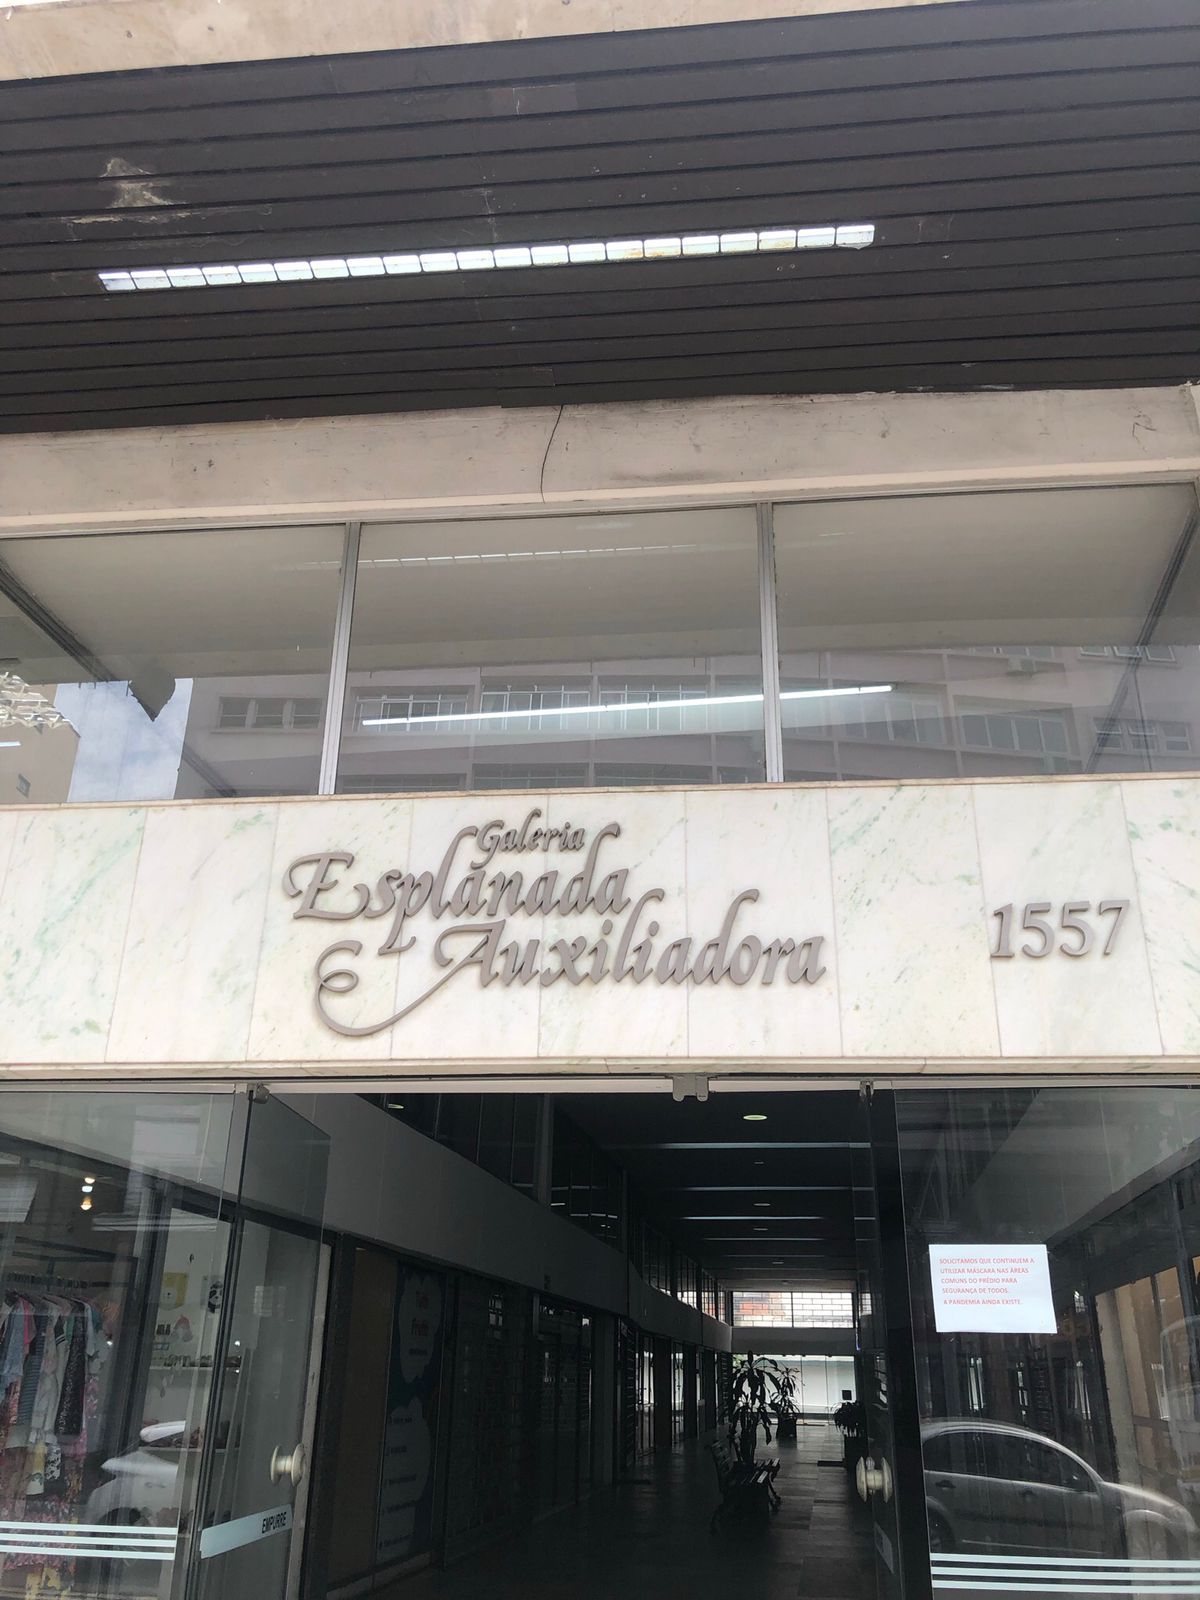 Galeria
Esplanada
Auxiliadora
1557
SOLICITAMOS QUE CONTINUEM A
UTILIZAR MÁSCARA NAS ÁREAS
COMUNS DO PRÉDIO PARA
SEGURANÇA DE TODOS.
A PANDEMIA AINDA EXISTE.
EMPURRE